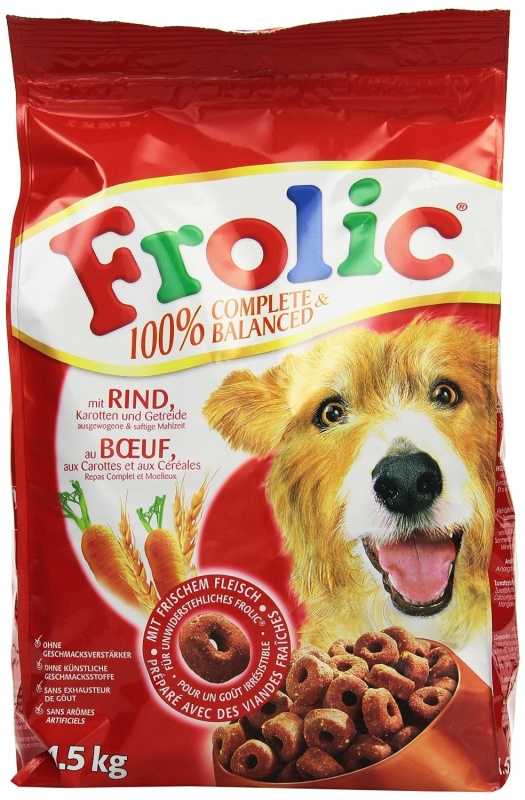 Frolic®
100% COMPLETE & BALANCED
mit RIND,
Karotten und Getreide
ausgewogene & saftige Mahlzeit
au BŒUF,
aux Carottes et aux Céréales
Repas Complet et Moelleux
• MIT FRISCHEM FLEISCH •
FÜR UNWIDERSTEHLICHES FROLIC®
• POUR UN GOÛT IRRÉSISTIBLE •
PRÉPARÉ AVEC DES VIANDES FRAÎCHES
OHNE
GESCHMACKSVERSTÄRKER
OHNE KÜNSTLICHE
GESCHMACKSSTOFFE
SANS EXHAUSTEUR
DE GOÛT
SANS ARÔMES
ARTIFICIELS
1.5 kg